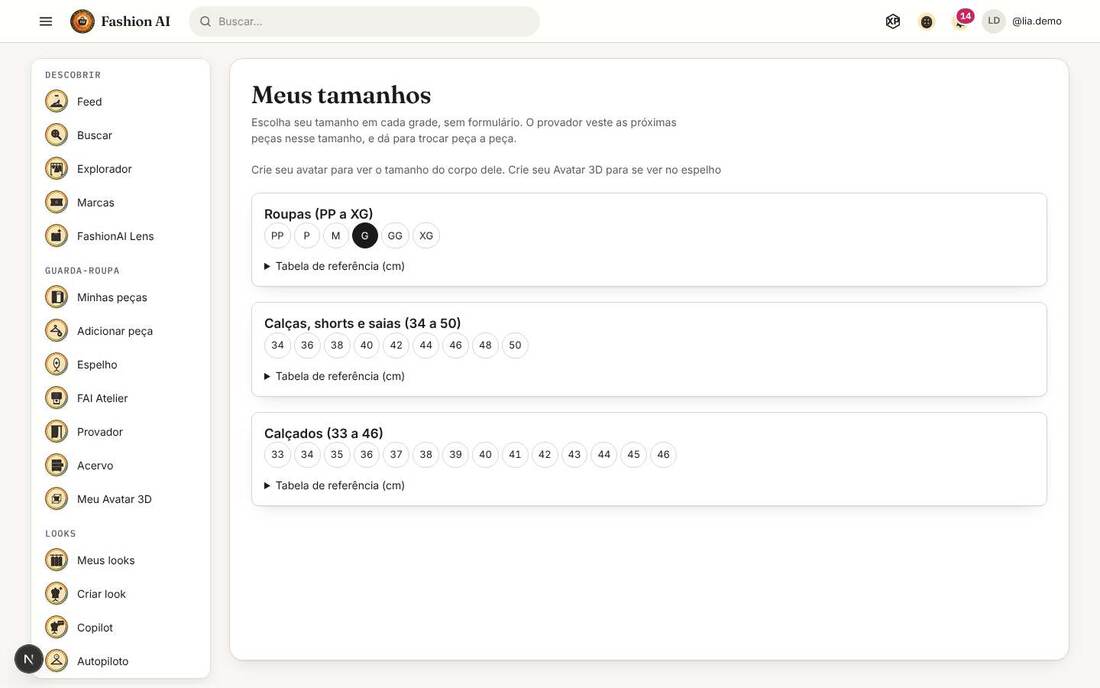 Fashion AI
Buscar...
XP
14
LD
@lia.demo
DESCOBRIR
Feed
Buscar
Explorador
Marcas
FashionAI Lens
GUARDA-ROUPA
Minhas peças
Adicionar peça
Espelho
FAI Atelier
Provador
Acervo
Meu Avatar 3D
LOOKS
Meus looks
Criar look
Copilot
Autopiloto
N
Meus tamanhos
Escolha seu tamanho em cada grade, sem formulário. O provador veste as próximas
peças nesse tamanho, e dá para trocar peça a peça.
Crie seu avatar para ver o tamanho do corpo dele. Crie seu Avatar 3D para se ver no espelho
Roupas (PP a XG)
PP P M G GG XG
Tabela de referência (cm)
Calças, shorts e saias (34 a 50)
34 36 38 40 42 44 46 48 50
Tabela de referência (cm)
Calçados (33 a 46)
33 34 35 36 37 38 39 40 41 42 43 44 45 46
Tabela de referência (cm)